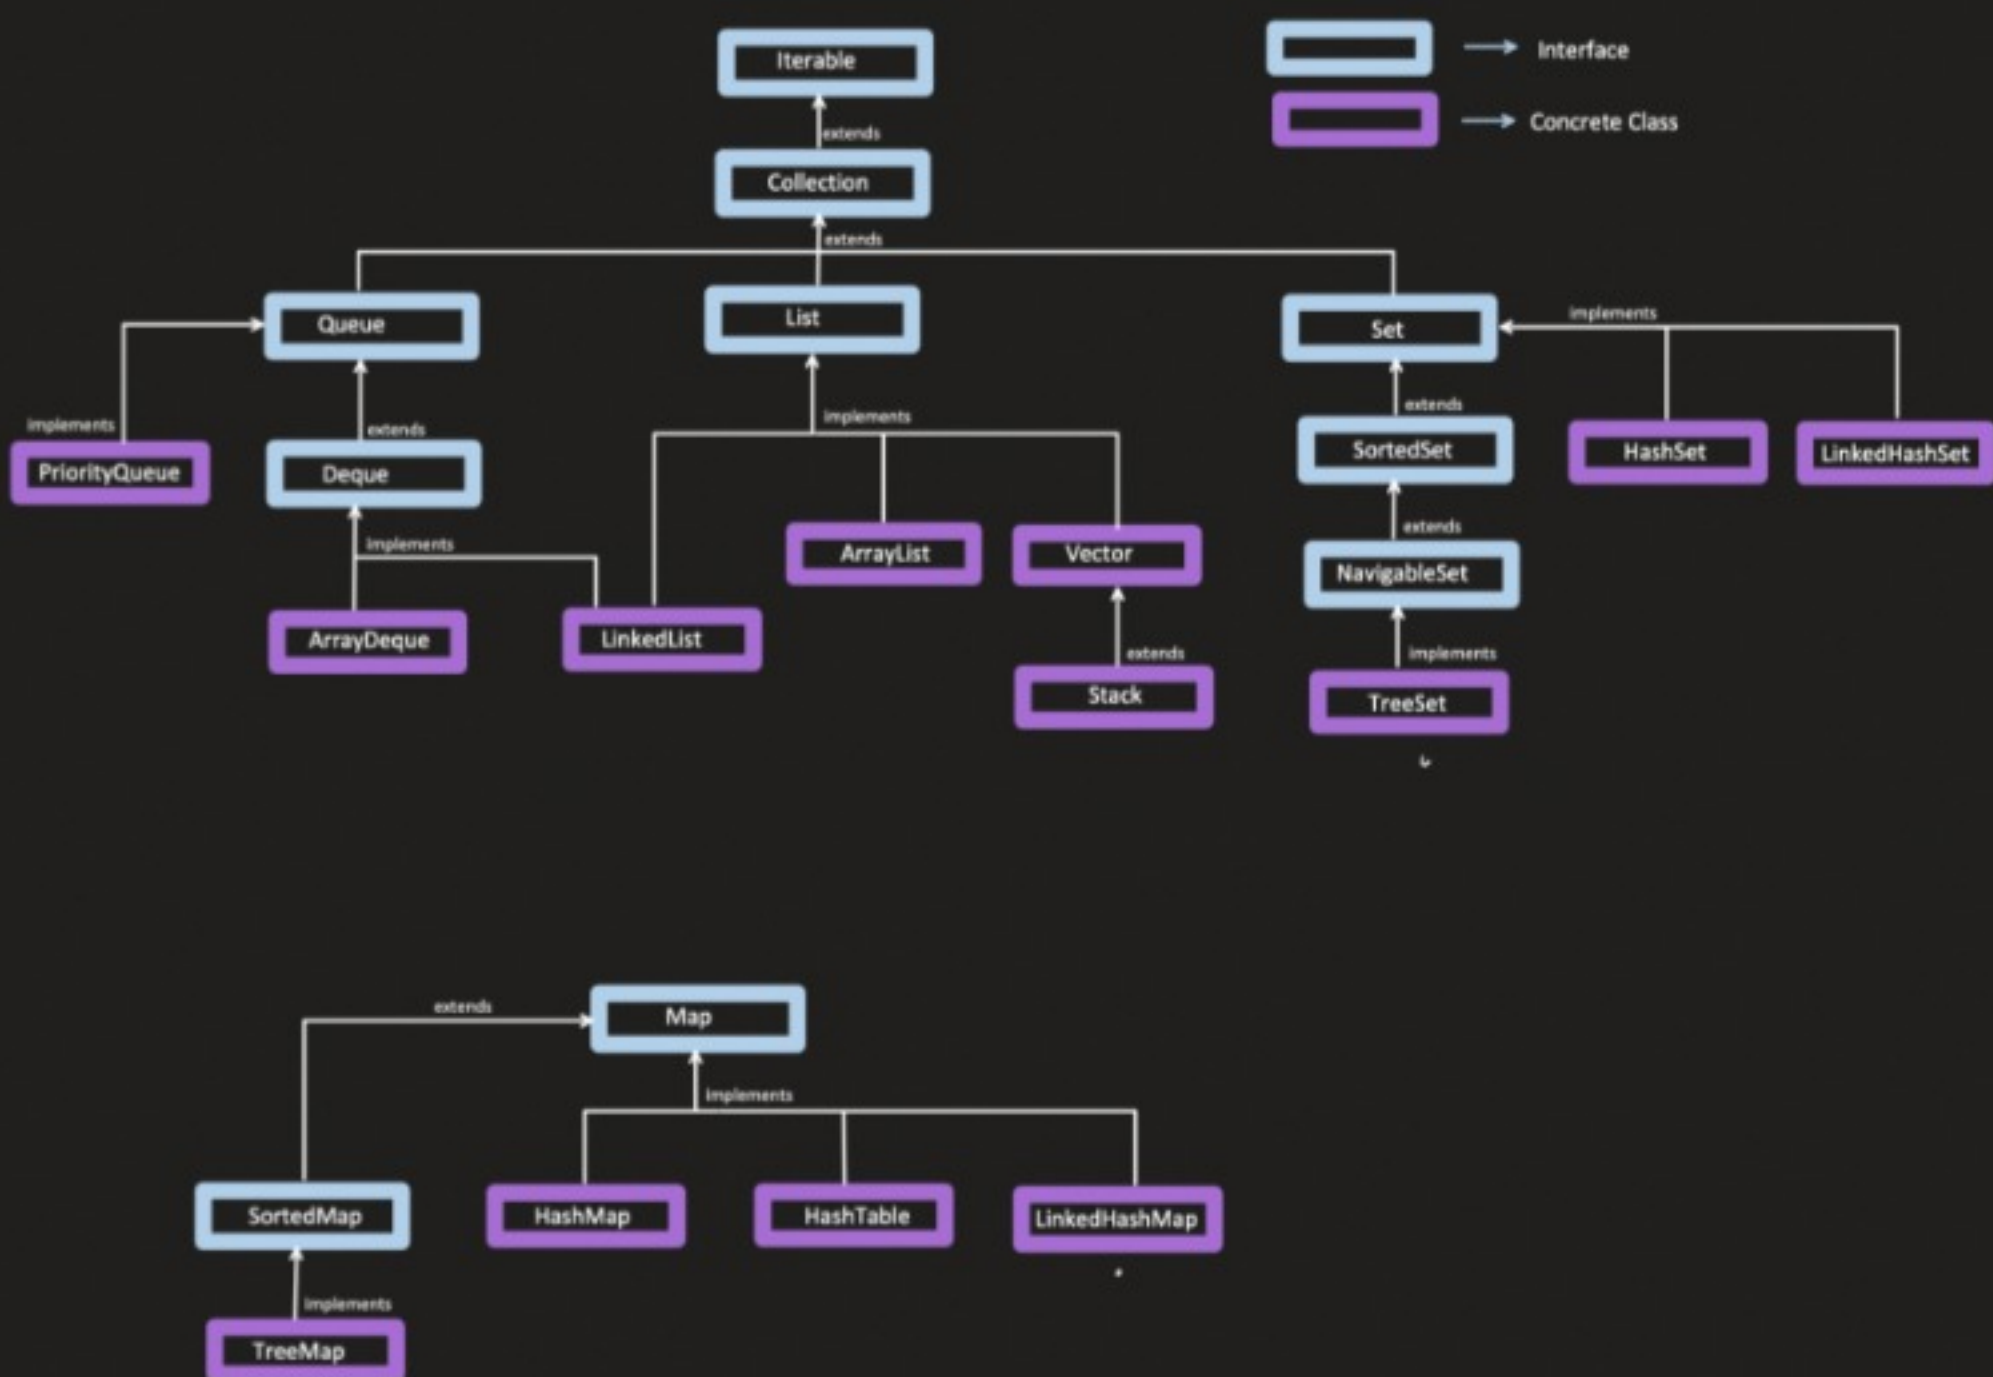 Iterable
Interface
Concrete Class
extends
Collection
extends
Queue
List
Set
implements
implements
extends
implements
extends
PriorityQueue
Deque
SortedSet
HashSet
LinkedHashSet
implements
extends
ArrayList
Vector
NavigableSet
ArrayDeque
LinkedList
extends
implements
Stack
TreeSet
extends
Map
implements
SortedMap
HashMap
HashTable
LinkedHashMap
implements
TreeMap